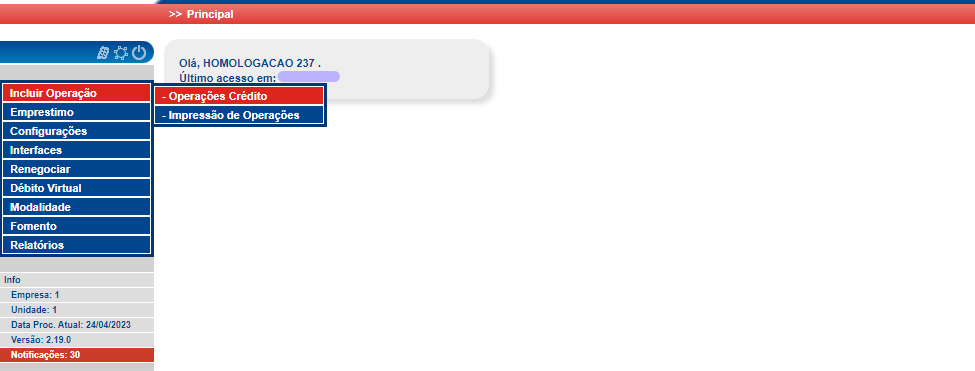 >> Principal
Olá, HOMOLOGACAO 237 .
Último acesso em:
Incluir Operação
- Operações Crédito
- Impressão de Operações
Emprestimo
Configurações
Interfaces
Renegociar
Débito Virtual
Modalidade
Fomento
Relatórios
Info
Empresa: 1
Unidade: 1
Data Proc. Atual: 24/04/2023
Versão: 2.19.0
Notificações: 30